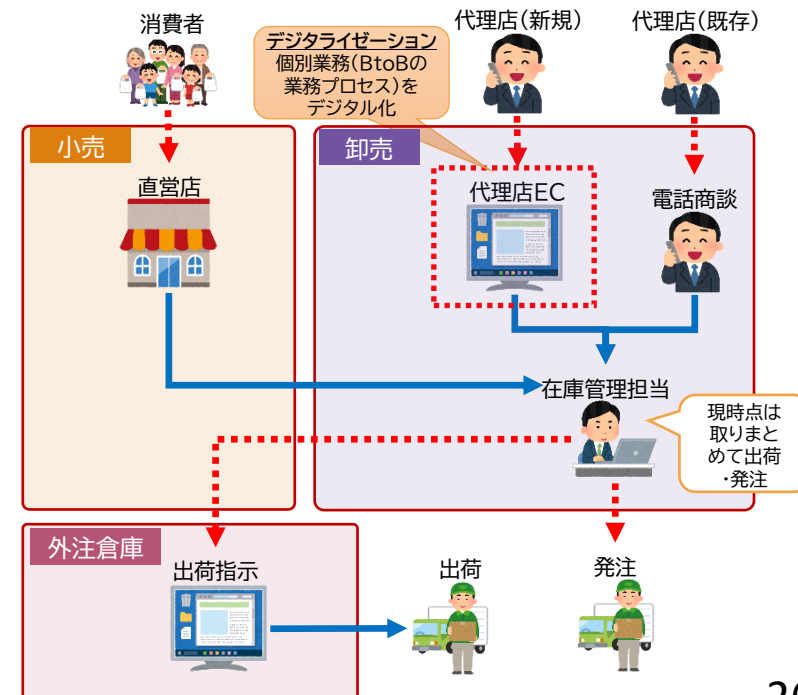 消費者
デジタライゼーション
個別業務(BtoBの
業務プロセス)を
デジタル化
代理店(新規)
代理店(既存)
小売
直営店
卸売
代理店EC
電話商談
在庫管理担当
現時点は
取りまと
めて出荷
・発注
外注倉庫
出荷指示
出荷
発注